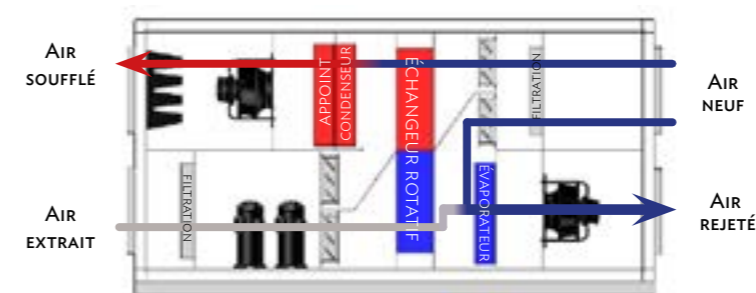 AIR
SOUFFLÉ
AIR
EXTRAIT
FILTRATION
APPOINT
CONDENSEUR
ÉCHANGEUR ROTATIF
ÉVAPORATEUR
FILTRATION
AIR
NEUF
AIR
REJETÉ